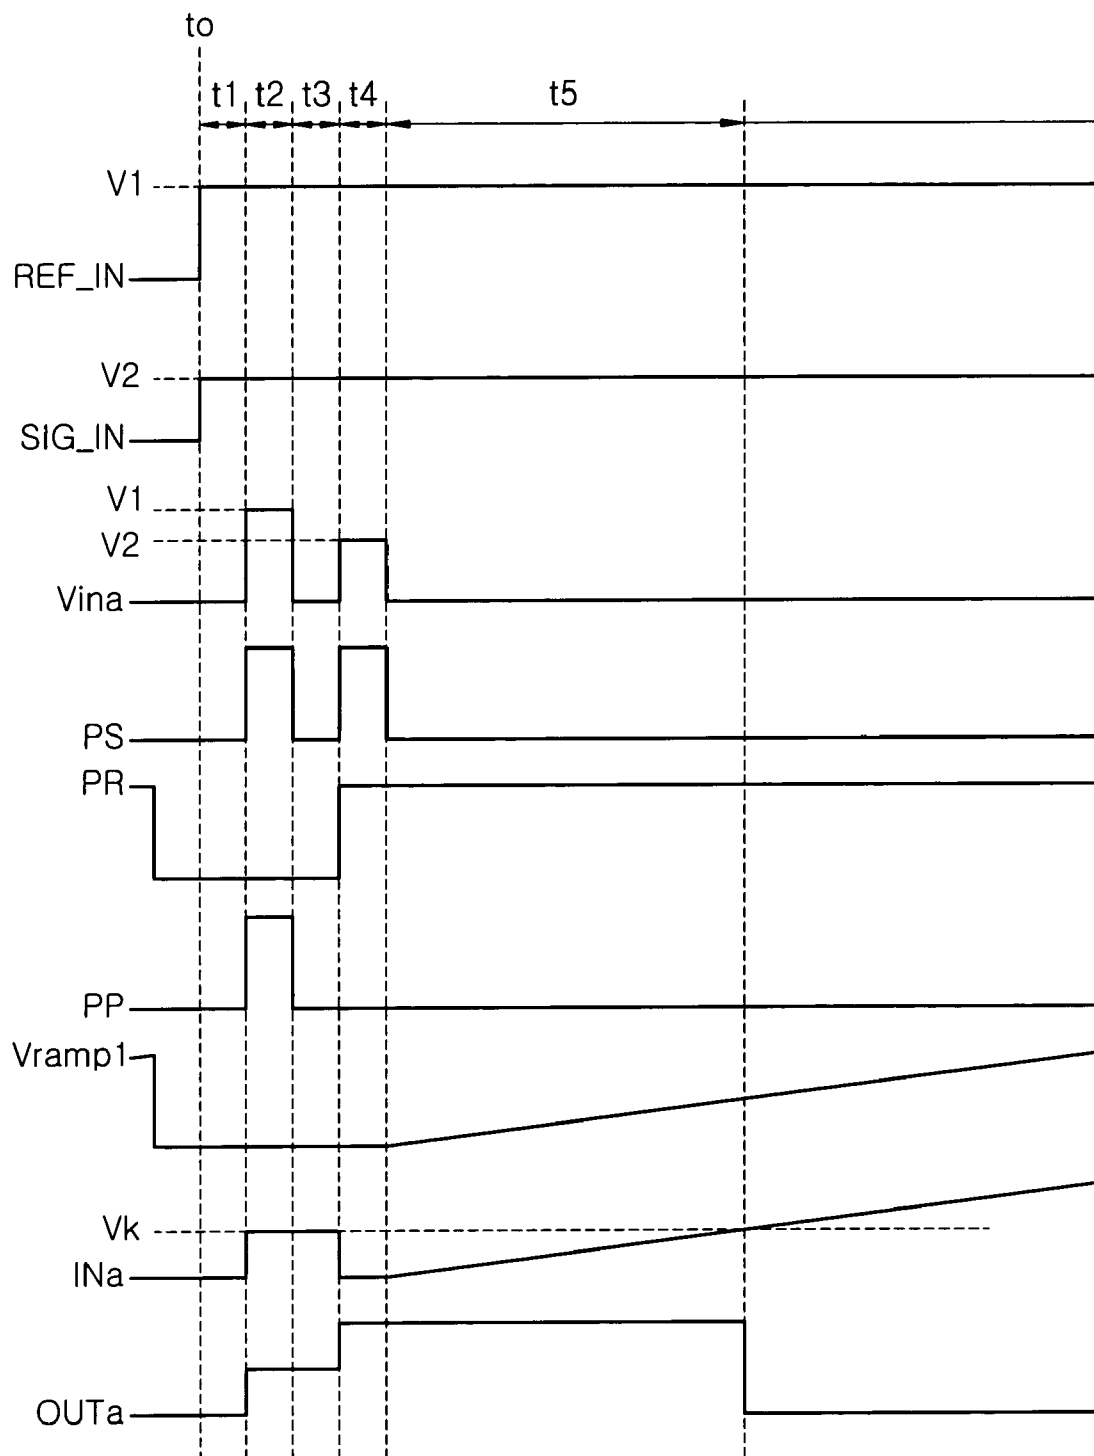 to
t1 t2 t3 t4 t5
V1
REF_IN
V2
SIG_IN
V1
V2
Vina
PS
PR
PP
Vramp1
Vk
INa
OUTa